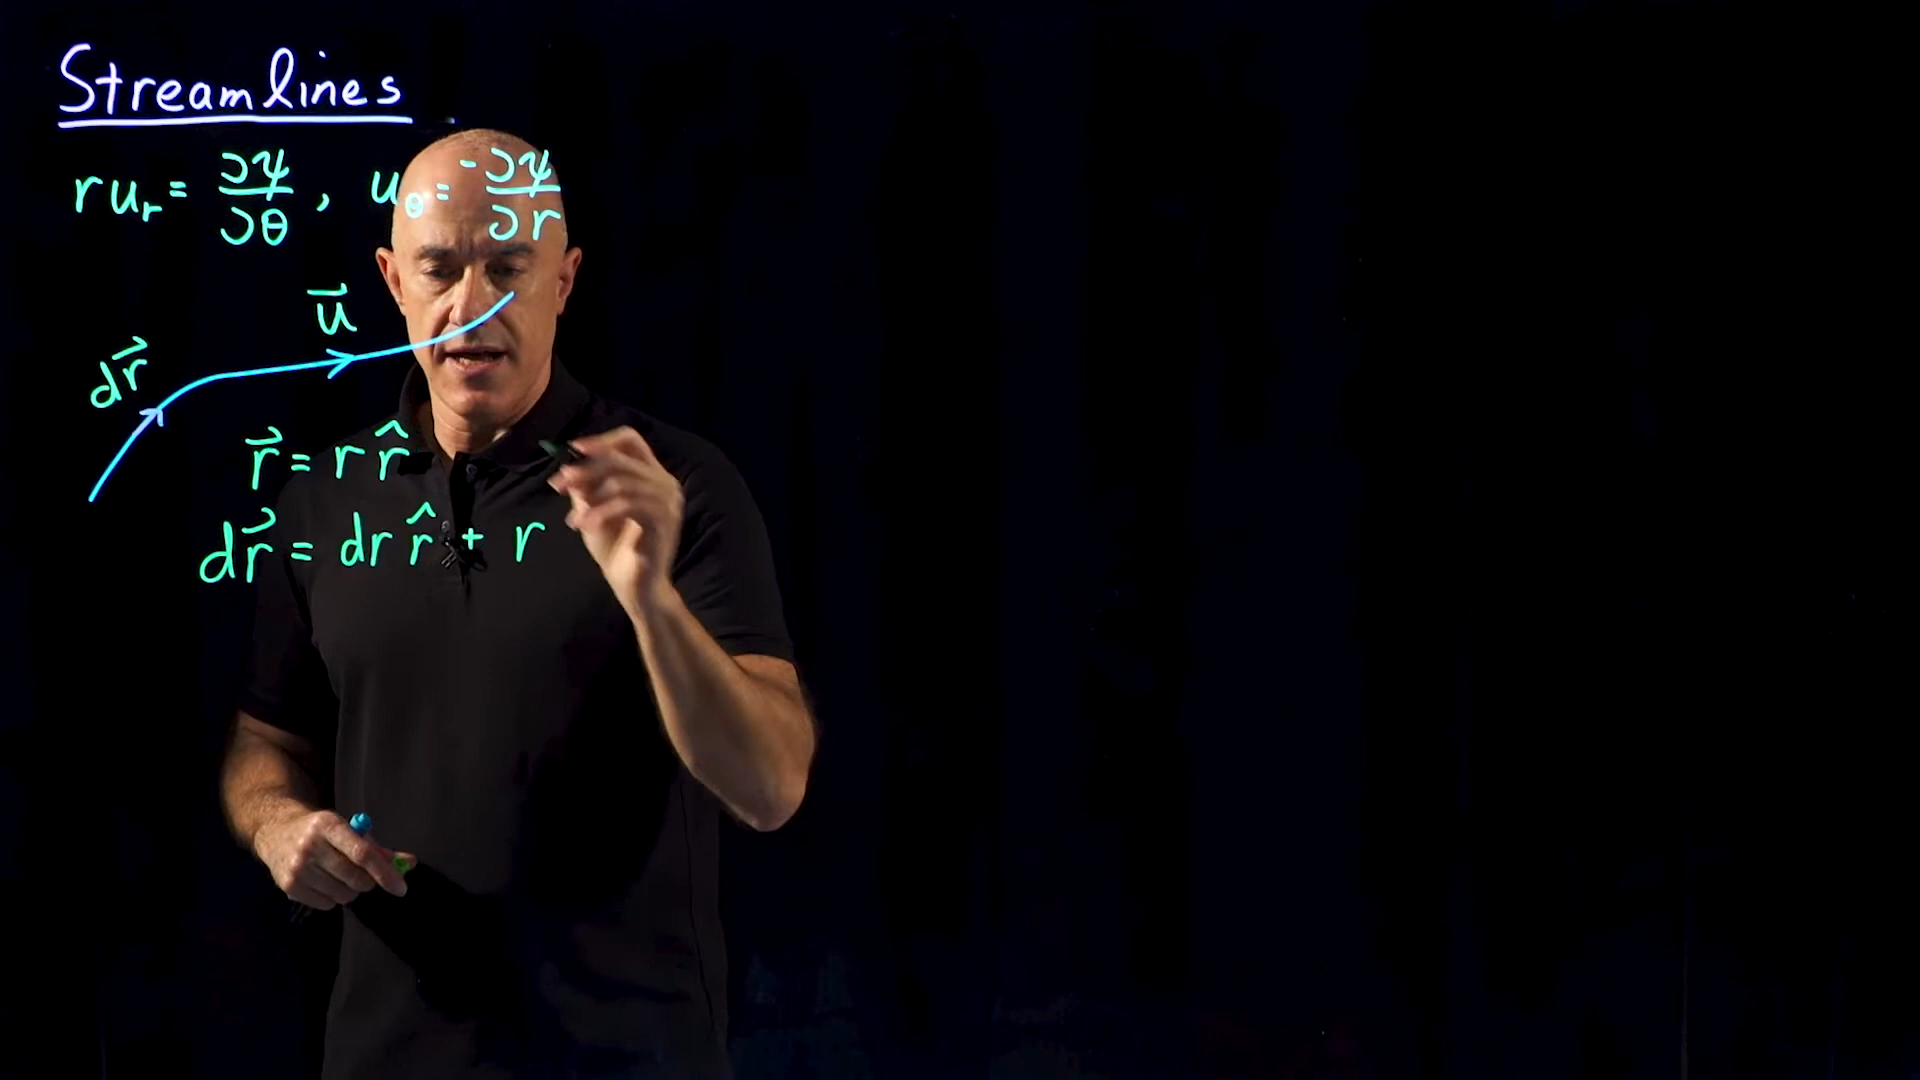 Streamlines
ru_r = ∂ψ/∂θ , u_θ = -∂ψ/∂r
u⃗
dr⃗
r⃗ = r r̂
dr⃗ = dr r̂ + r